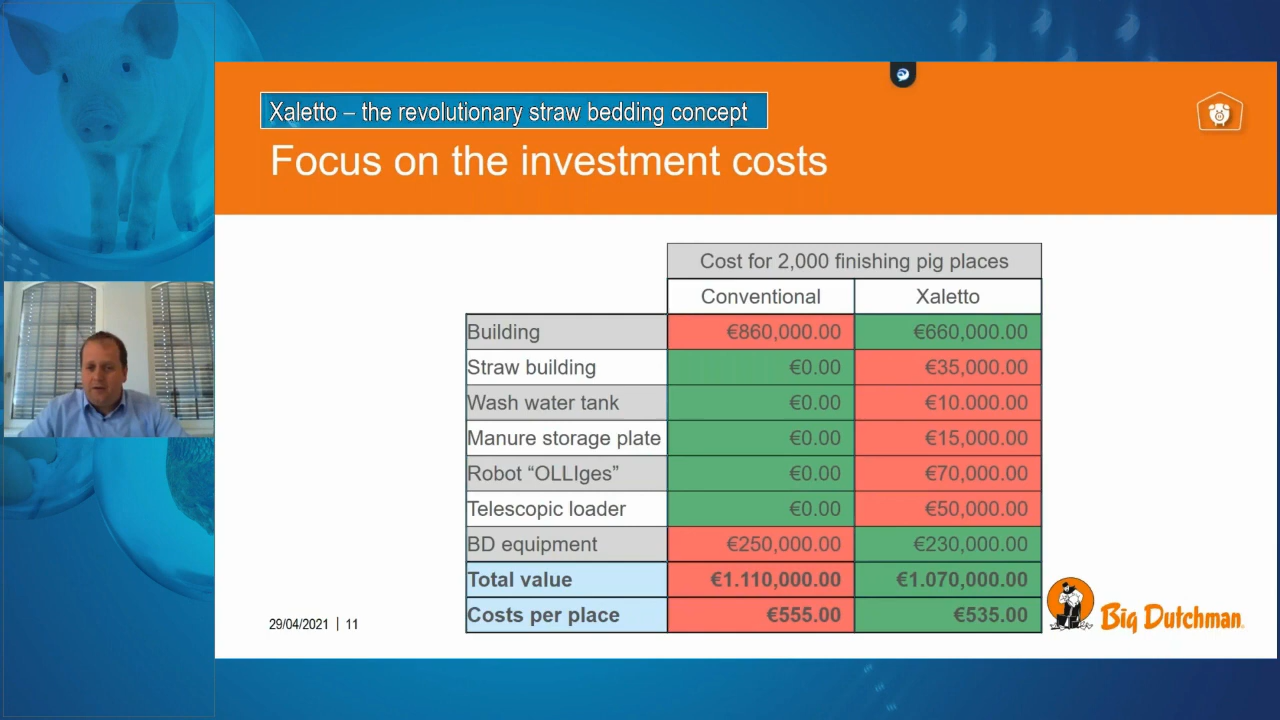 Xaletto – the revolutionary straw bedding concept
Focus on the investment costs
Cost for 2,000 finishing pig places
Conventional Xaletto
Building €860,000.00 €660,000.00
Straw building €0.00 €35,000.00
Wash water tank €0.00 €10.000.00
Manure storage plate €0.00 €15,000.00
Robot “OLLIges” €0.00 €70,000.00
Telescopic loader €0.00 €50,000.00
BD equipment €250,000.00 €230,000.00
Total value €1.110,000.00 €1.070,000.00
Costs per place €555.00 €535.00
29/04/2021 | 11
Big Dutchman